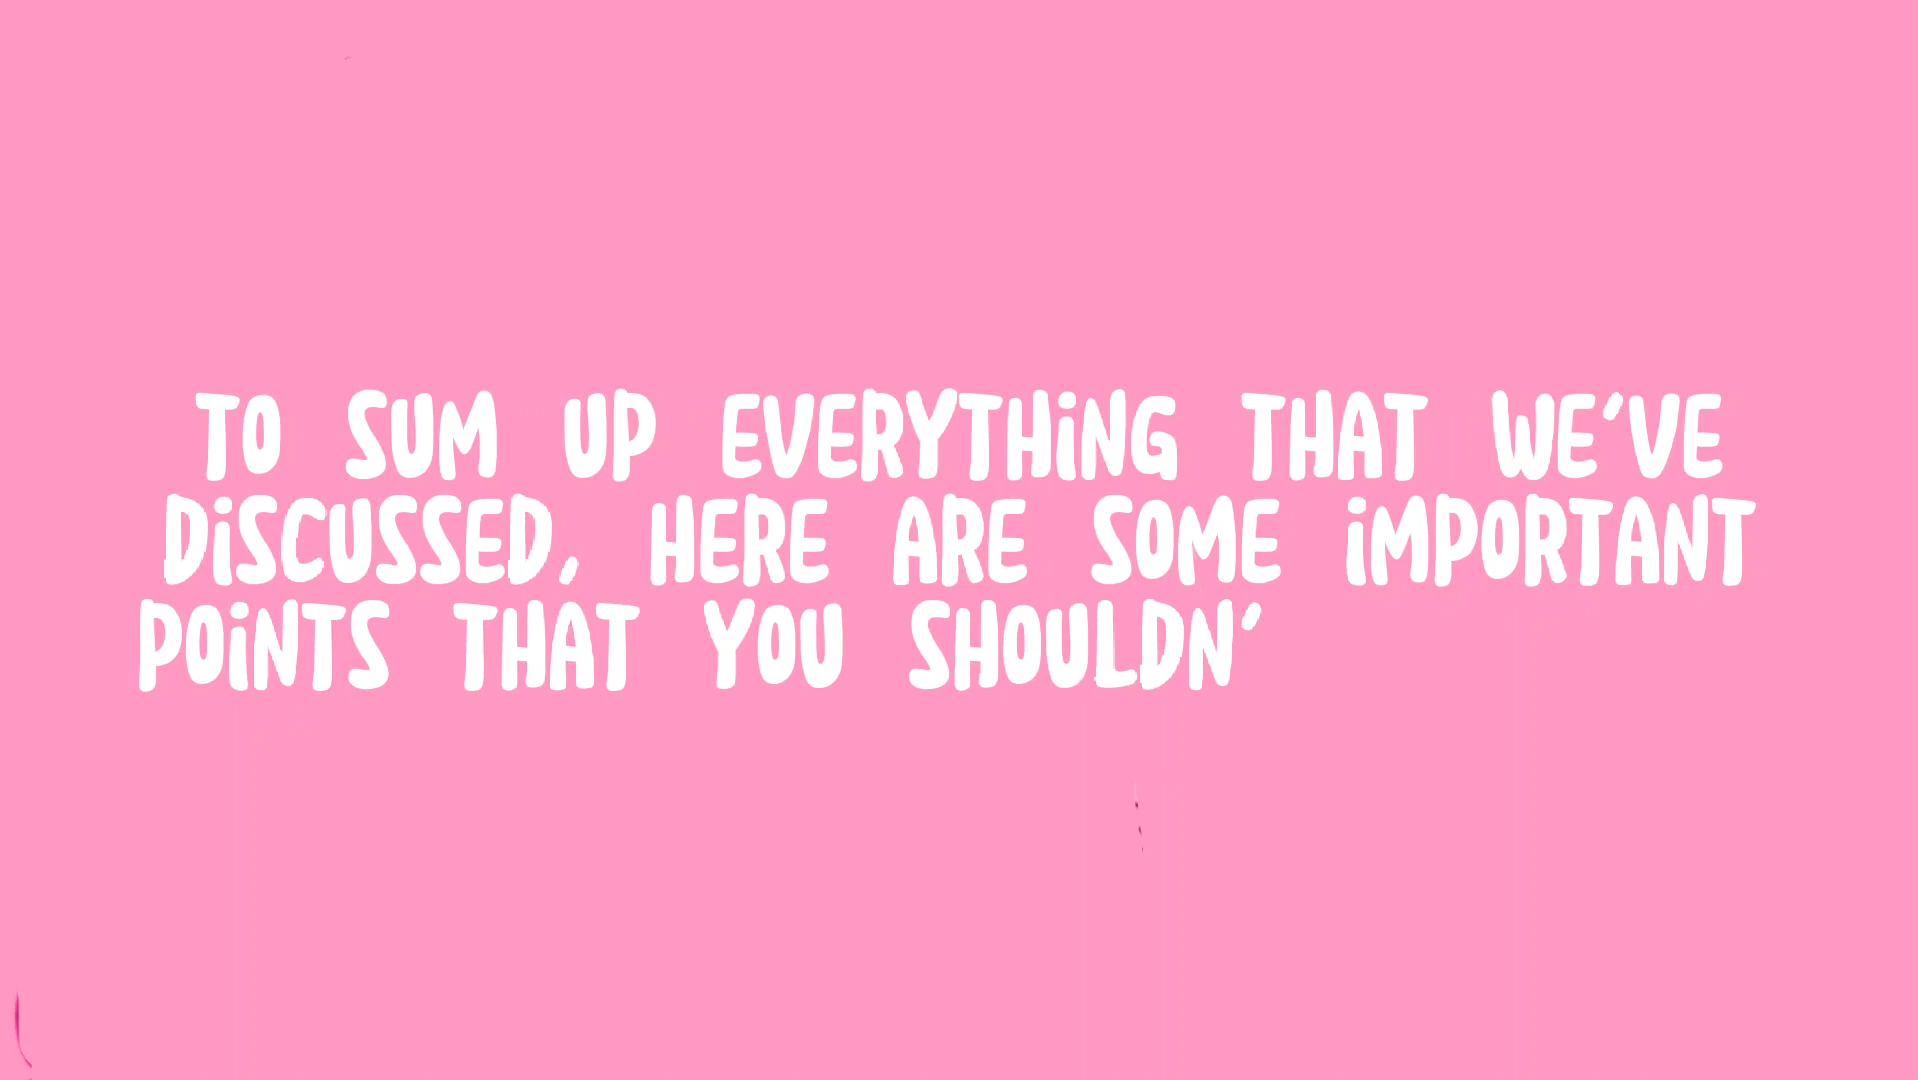 TO SUM UP EVERYTHING THAT WE'VE
DISCUSSED, HERE ARE SOME IMPORTANT
POINTS THAT YOU SHOULDN'